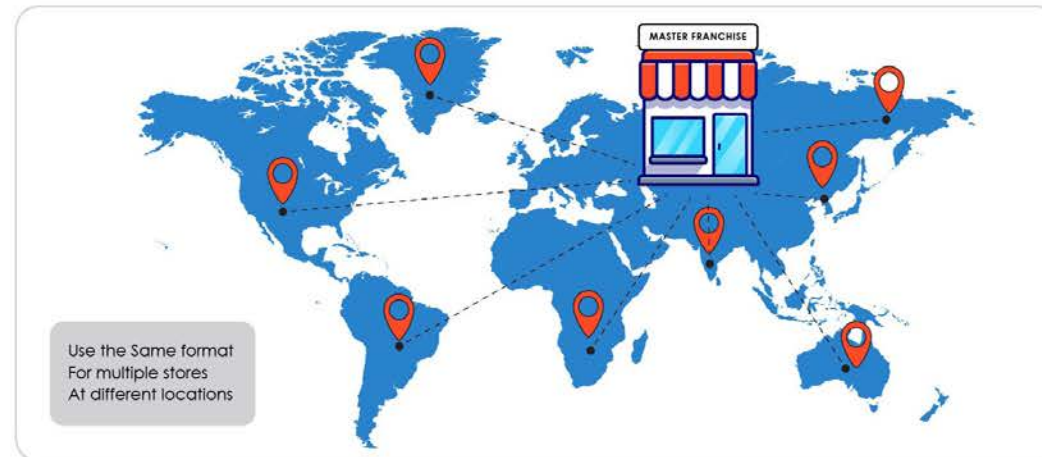 MASTER FRANCHISE
Use the Same format
For multiple stores
At different locations